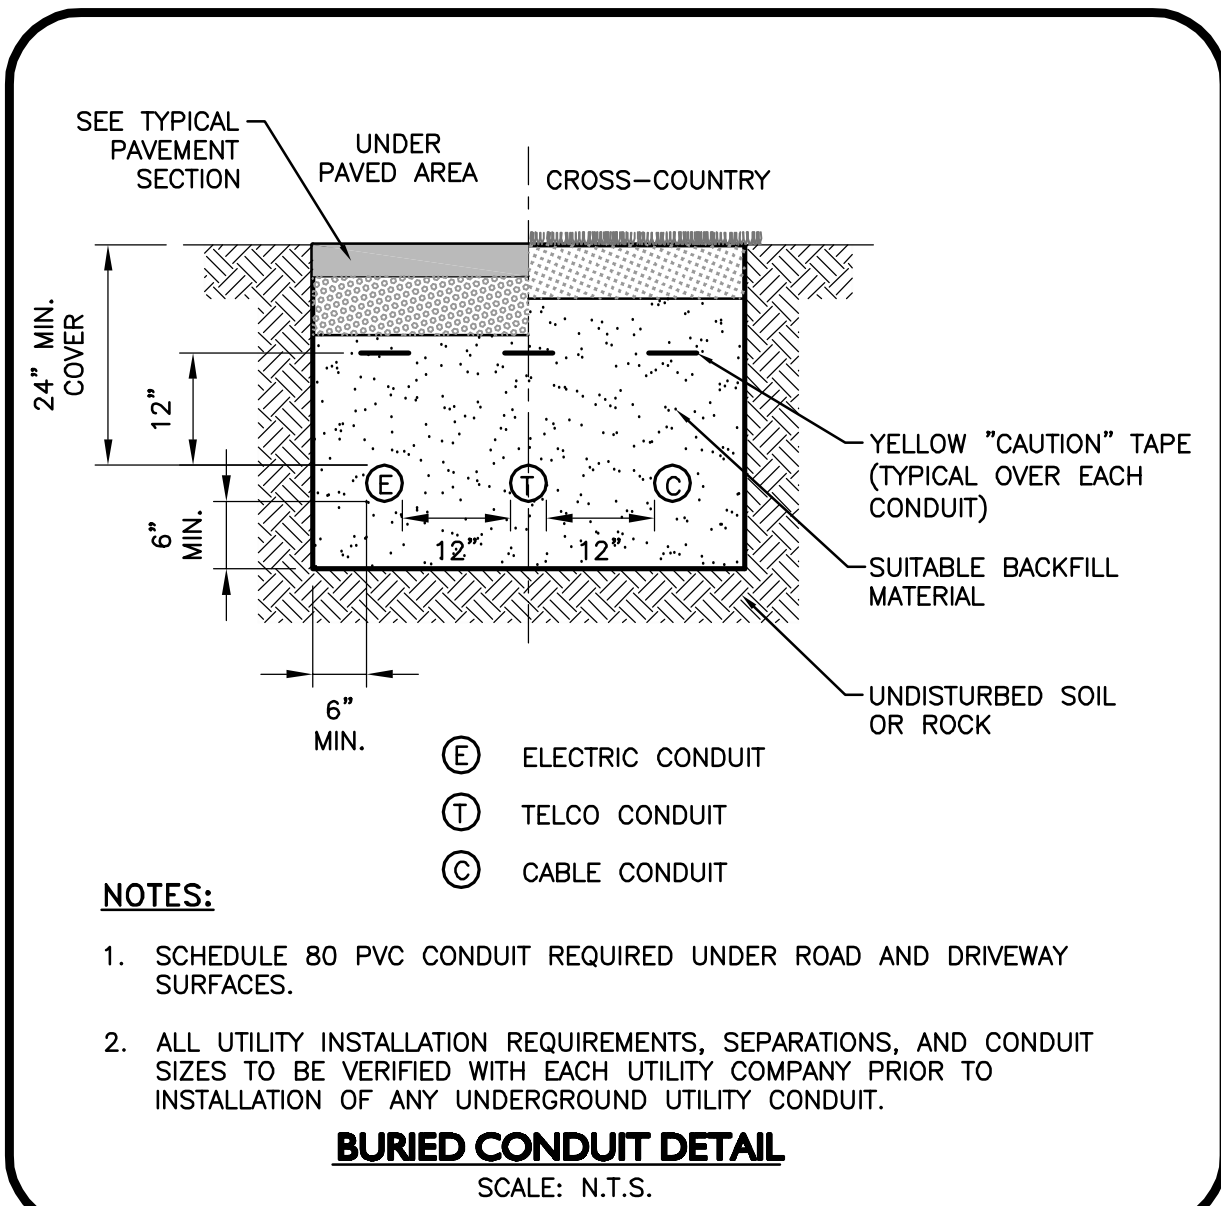 SEE TYPICAL
PAVEMENT
SECTION
UNDER
PAVED AREA
CROSS-COUNTRY
24" MIN.
COVER
12"
6"
MIN.
E
T
C
12"
12"
6"
MIN.
YELLOW "CAUTION" TAPE
(TYPICAL OVER EACH
CONDUIT)
SUITABLE BACKFILL
MATERIAL
UNDISTURBED SOIL
OR ROCK
E ELECTRIC CONDUIT
T TELCO CONDUIT
C CABLE CONDUIT
NOTES:
1. SCHEDULE 80 PVC CONDUIT REQUIRED UNDER ROAD AND DRIVEWAY
SURFACES.
2. ALL UTILITY INSTALLATION REQUIREMENTS, SEPARATIONS, AND CONDUIT
SIZES TO BE VERIFIED WITH EACH UTILITY COMPANY PRIOR TO
INSTALLATION OF ANY UNDERGROUND UTILITY CONDUIT.
BURIED CONDUIT DETAIL
SCALE: N.T.S.